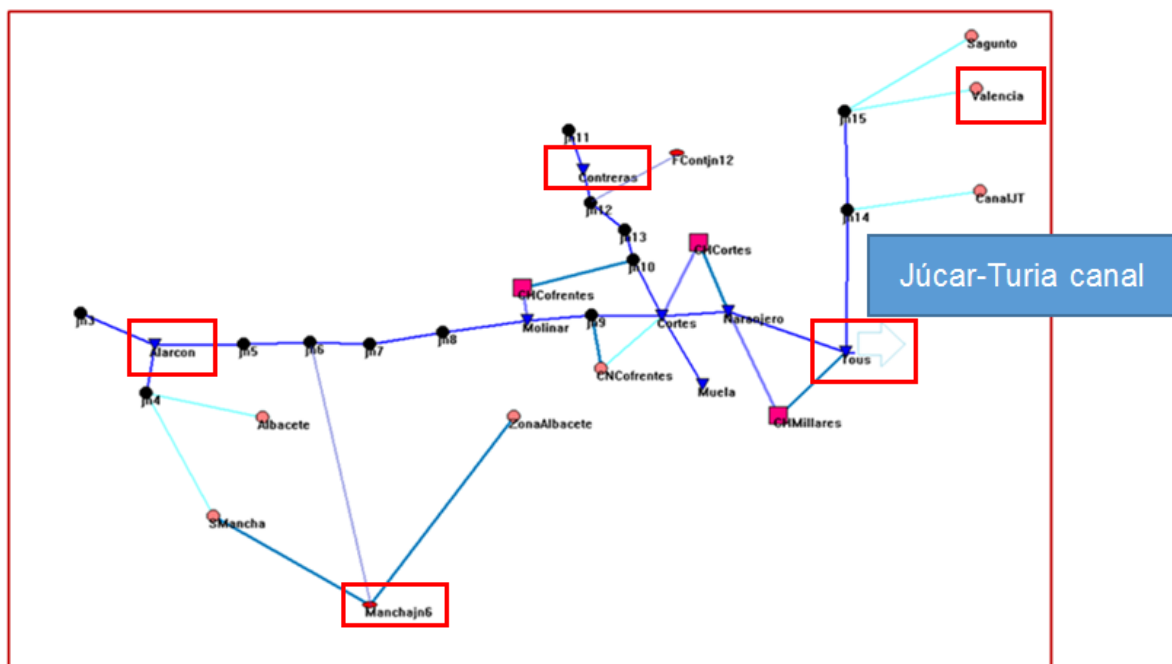 Sagunto
Valencia
jn15
jn11
FContjn12
Contreras
CanalJT
jn12
jn14
jn13
CHCortes
jn10
Júcar-Turia canal
CHCofrentes
jn3
Molinar
jn9
Cortes
Naranjero
Alarcon
jn5
jn6
jn7
jn8
Tous
CNCofrentes
Muela
jn4
Albacete
ZonaAlbacete
CHMillares
SMancha
Manchajn6